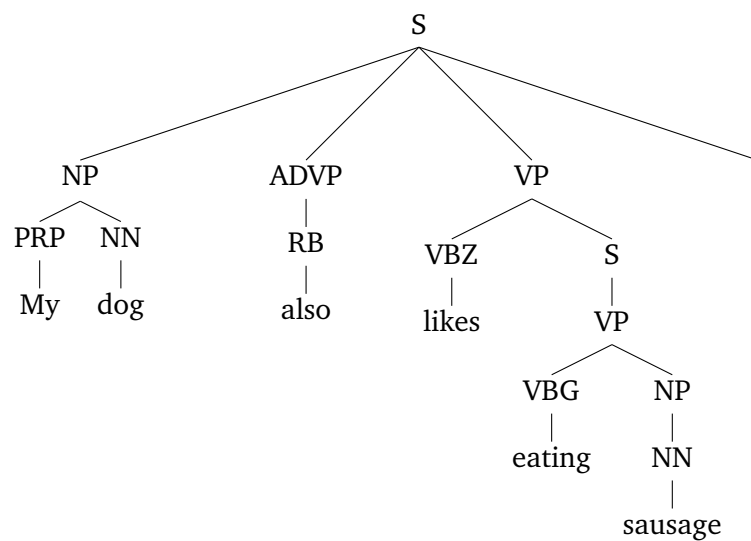 S
NP ADVP VP
PRP NN RB VBZ S
My dog also likes VP
VBG NP
eating NN
sausage